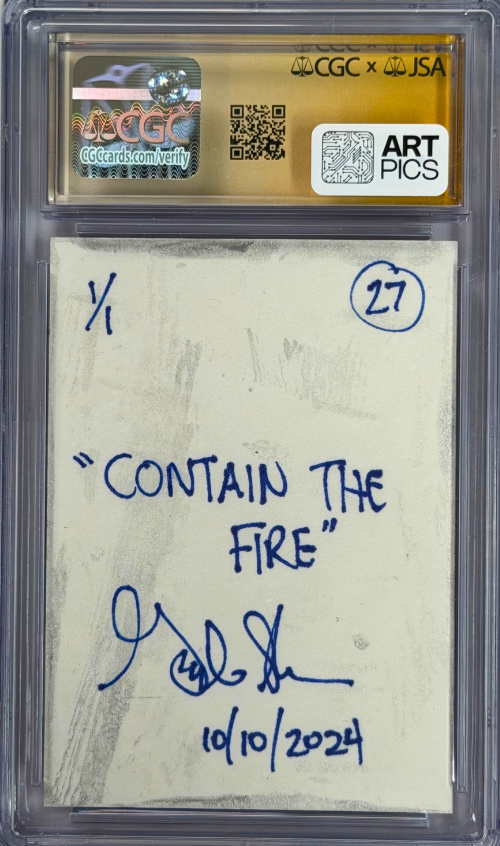 CGC x JSA
CGC
CGCcards.com/verify
ART
PICS
1/1
27
"CONTAIN THE
FIRE"
10/10/2024